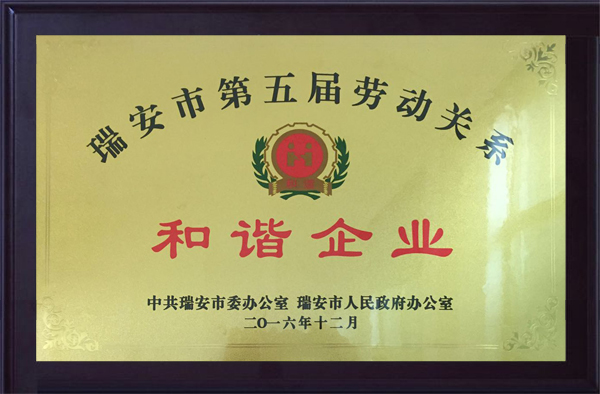 瑞安市第五届劳动关系
和谐企业
中共瑞安市委办公室 瑞安市人民政府办公室
二〇一六年十二月